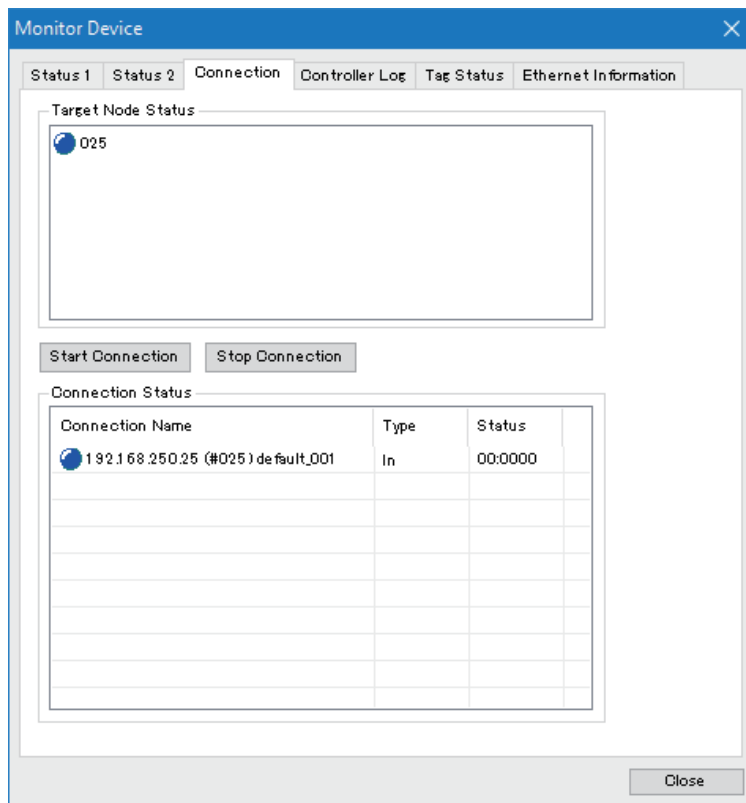 Monitor Device
Status 1 Status 2 Connection Controller Log Tag Status Ethernet Information
Target Node Status
025
Start Connection Stop Connection
Connection Status
Connection Name Type Status
192.168.250.25 (#025) default_001 In 00:0000
Close